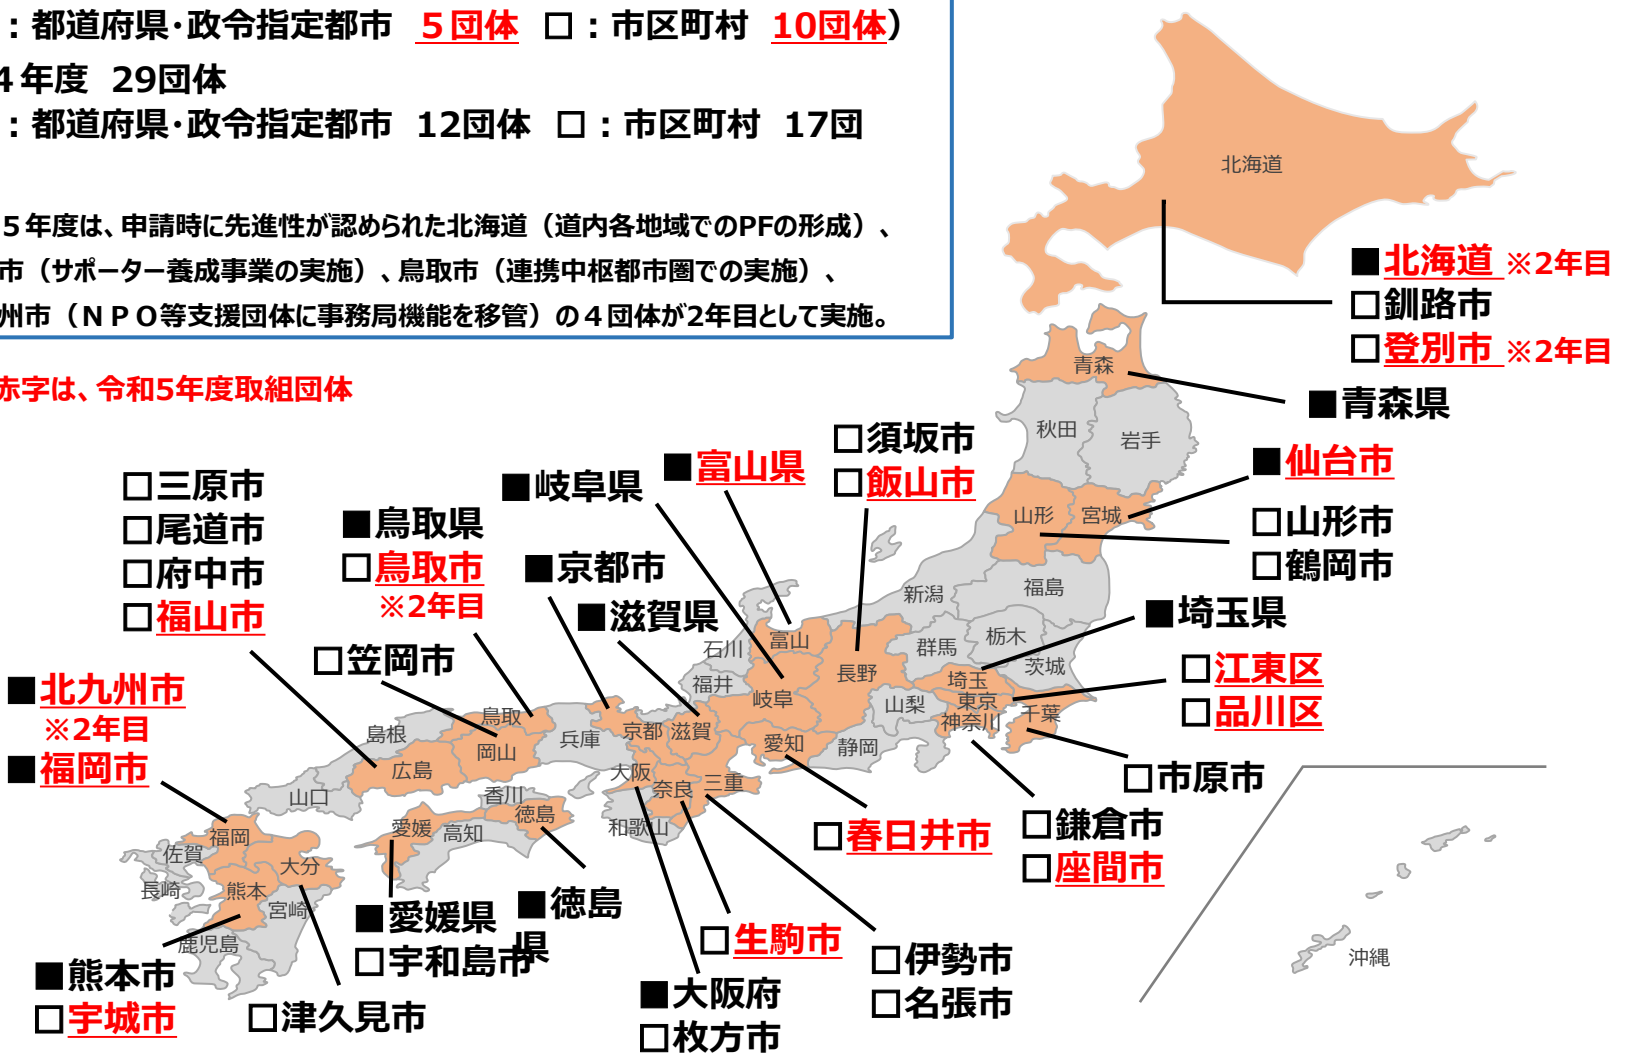 ：都道府県･政令指定都市 ５団体 □：市区町村 10団体）
４年度 29団体
：都道府県･政令指定都市 12団体 □：市区町村 17団
５年度は、申請時に先進性が認められた北海道（道内各地域でのPFの形成）、
市（サポーター養成事業の実施）、鳥取市（連携中枢都市圏での実施）、
州市（ＮＰＯ等支援団体に事務局機能を移管）の４団体が2年目として実施。
赤字は、令和5年度取組団体
北海道
■北海道 ※2年目
□釧路市
□登別市 ※2年目
青森
■青森県
秋田
岩手
■仙台市
山形
宮城
□山形市
□鶴岡市
□須坂市
□飯山市
■富山県
■岐阜県
□三原市
□尾道市
□府中市
□福山市
■鳥取県
□鳥取市
※2年目
■京都市
■滋賀県
□笠岡市
■北九州市
※2年目
■福岡市
新潟
福島
■埼玉県
群馬
栃木
茨城
石川
富山
長野
福井
岐阜
埼玉
東京
神奈川
千葉
山梨
□江東区
□品川区
島根
鳥取
岡山
兵庫
京都
滋賀
愛知
静岡
広島
山口
大阪
奈良
三重
和歌山
香川
徳島
愛媛
高知
福岡
佐賀
長崎
大分
熊本
宮崎
鹿児島
□市原市
□春日井市
□鎌倉市
□座間市
■愛媛県
□宇和島市
■徳島
県
□生駒市
□伊勢市
□名張市
■大阪府
□枚方市
■熊本市
□宇城市
□津久見市
沖縄